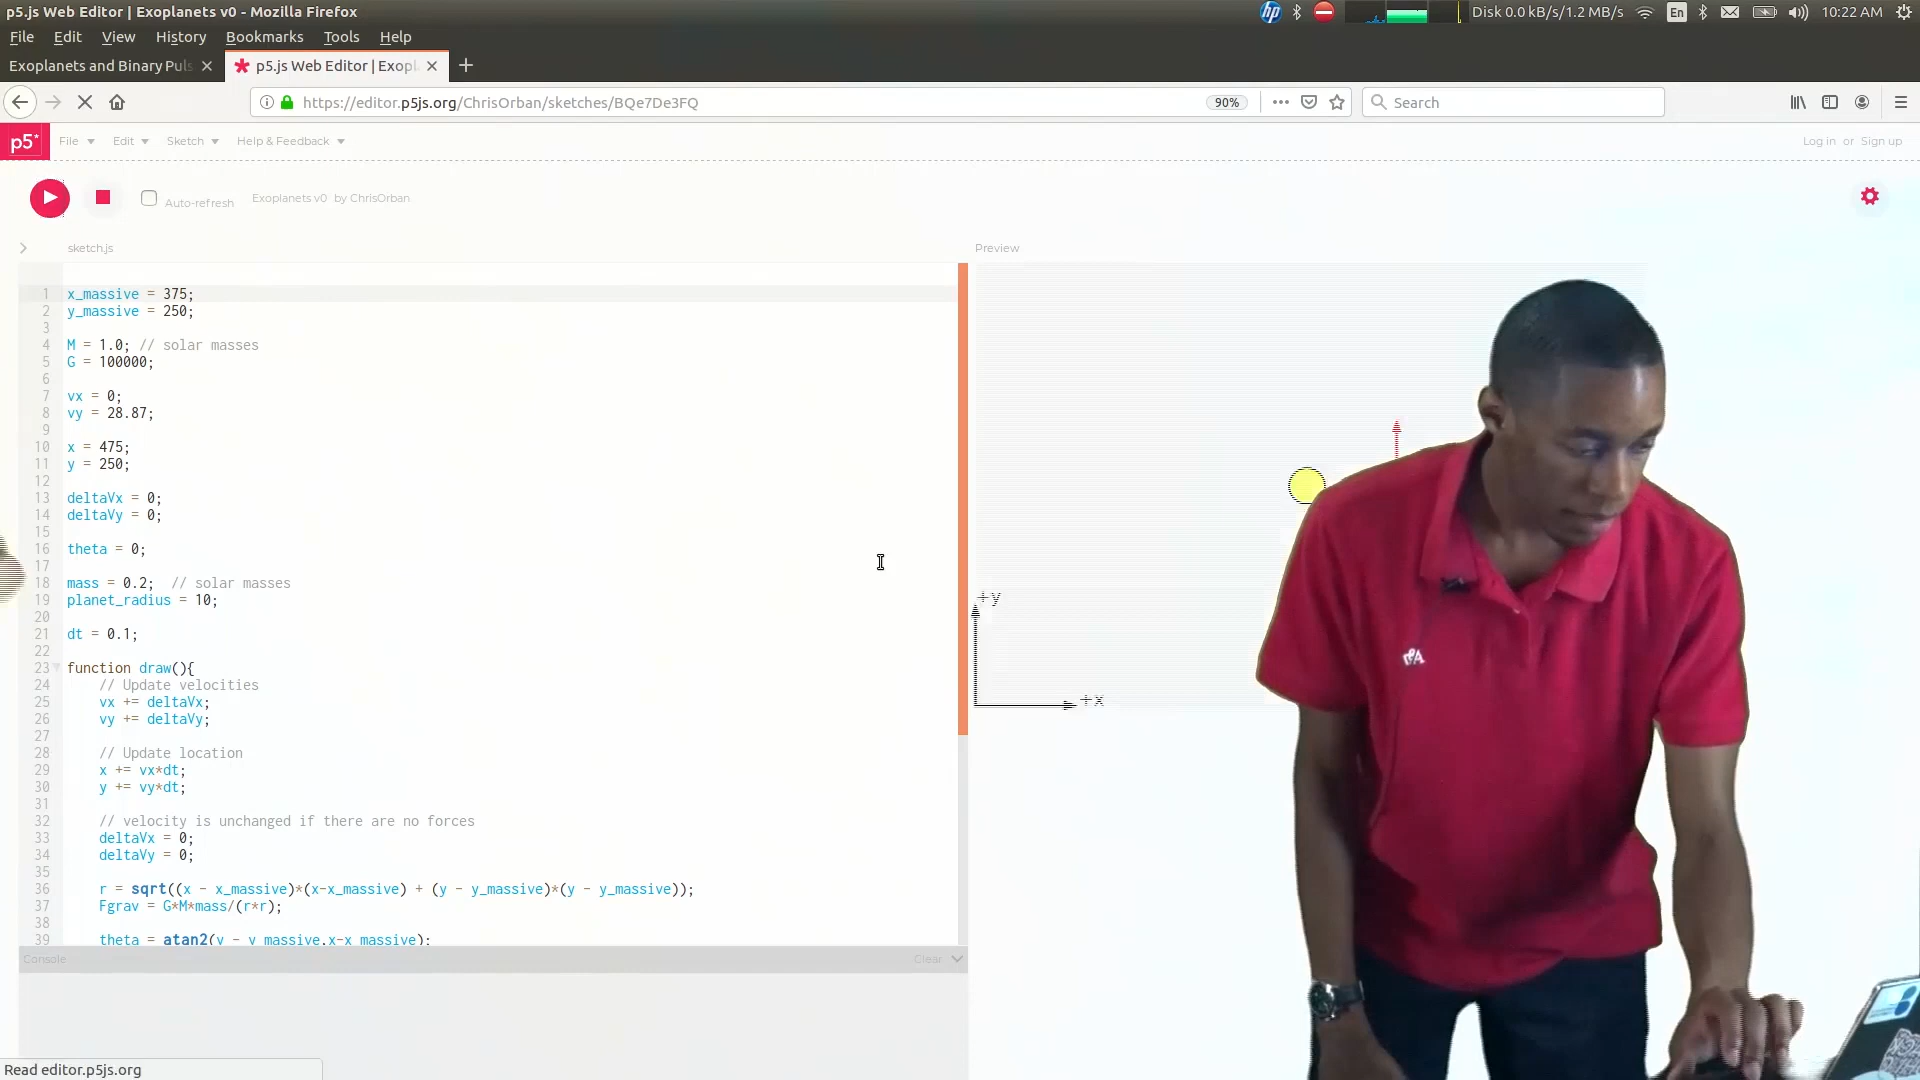 p5.js Web Editor | Exoplanets v0 - Mozilla Firefox
Disk 0.0 kB/s/1.2 MB/s En 10:22 AM
File Edit View History Bookmarks Tools Help
Exoplanets and Binary Puls
p5.js Web Editor | Exopl
https://editor.p5js.org/ChrisOrban/sketches/BQe7De3FQ
90%
Search
p5*
File Edit Sketch Help & Feedback
Log in or Sign up
Auto-refresh
Exoplanets v0 by ChrisOrban
sketch.js
Preview
1 x_massive = 375;
2 y_massive = 250;
3
4 M = 1.0; // solar masses
5 G = 100000;
6
7 vx = 0;
8 vy = 28.87;
9
10 x = 475;
11 y = 250;
12
13 deltaVx = 0;
14 deltaVy = 0;
15
16 theta = 0;
17
18 mass = 0.2; // solar masses
19 planet_radius = 10;
20
21 dt = 0.1;
22
23 function draw(){
24 // Update velocities
25 vx += deltaVx;
26 vy += deltaVy;
27
28 // Update location
29 x += vx*dt;
30 y += vy*dt;
31
32 // velocity is unchanged if there are no forces
33 deltaVx = 0;
34 deltaVy = 0;
35
36 r = sqrt((x - x_massive)*(x-x_massive) + (y - y_massive)*(y - y_massive));
37 Fgrav = G*M*mass/(r*r);
38
39 theta = atan2(y - y_massive,x-x_massive);
+y
+x
Console
Clear
Read editor.p5js.org
hp